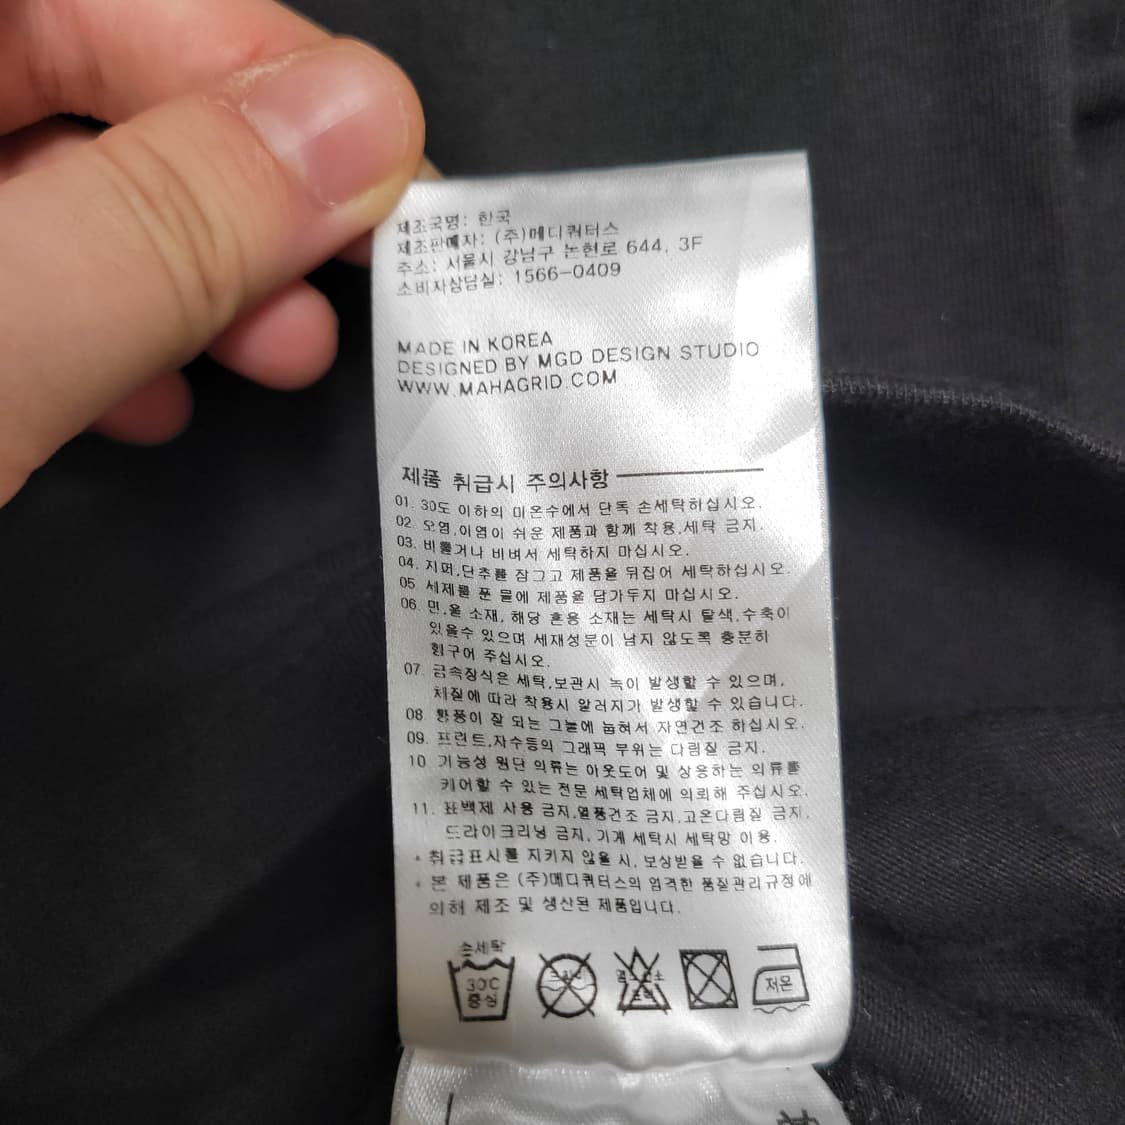 제조국명: 한국
제조판매자: (주)메디쿼터스
주소: 서울시 강남구 논현로 644, 3F
소비자상담실: 1566-0409
MADE IN KOREA
DESIGNED BY MGD DESIGN STUDIO
WWW.MAHAGRID.COM
제품 취급시 주의사항
01. 30도 이하의 미온수에서 단독 손세탁하십시오.
02. 오염,이염이 쉬운 제품과 함께 착용,세탁 금지.
03. 비틀거나 비벼서 세탁하지 마십시오.
04. 지퍼,단추를 잠그고 제품을 뒤집어 세탁하십시오.
05 세제를 푼 물에 제품을 담가두지 마십시오.
06. 면,울 소재, 해당 혼용 소재는 세탁시 탈색,수축이
있을수 있으며 세재성분이 남지 않도록 충분히
헹구어 주십시오.
07. 금속장식은 세탁,보관시 녹이 발생할 수 있으며,
체질에 따라 착용시 알러지가 발생할 수 있습니다.
08. 통풍이 잘 되는 그늘에 눕혀서 자연건조 하십시오.
09. 프린트,자수등의 그래픽 부위는 다림질 금지.
10. 기능성 원단 의류는 아웃도어 및 상응하는 의류를
케어할 수 있는 전문 세탁업체에 의뢰해 주십시오.
11. 표백제 사용 금지,열풍건조 금지,고온다림질 금지,
드라이크리닝 금지, 기계 세탁시 세탁망 이용.
* 취급표시를 지키지 않을 시, 보상받을 수 없습니다.
* 본 제품은 (주)메디쿼터스의 엄격한 품질관리규정에
의해 제조 및 생산된 제품입니다.
손세탁
30℃
중성
드라이
염소산소
표백
저온